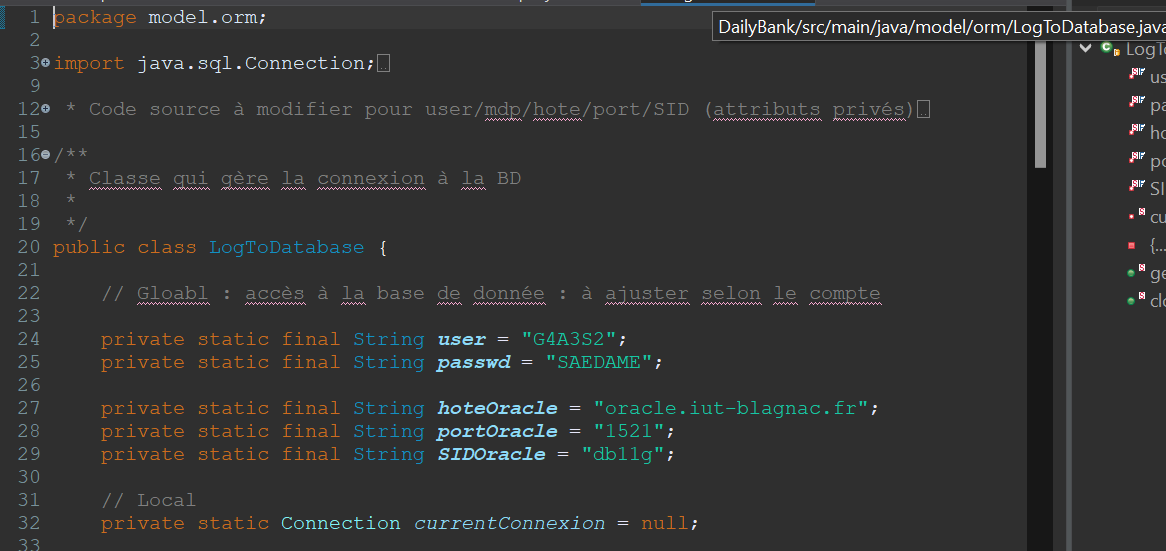 1 package model.orm;
DailyBank/src/main/java/model/orm/LogToDatabase.java
2
3 import java.sql.Connection;
9
12 * Code source à modifier pour user/mdp/hote/port/SID (attributs privés)
15
16 /**
17 * Classe qui gère la connexion à la BD
18 *
19 */
20 public class LogToDatabase {
21
22 // Gloabl : accès à la base de donnée : à ajuster selon le compte
23
24 private static final String user = "G4A3S2";
25 private static final String passwd = "SAEDAME";
26
27 private static final String hoteOracle = "oracle.iut-blagnac.fr";
28 private static final String portOracle = "1521";
29 private static final String SIDOracle = "db11g";
30
31 // Local
32 private static Connection currentConnexion = null;
33
LogTo
us
pa
ho
po
SI
cu
{...
ge
clo